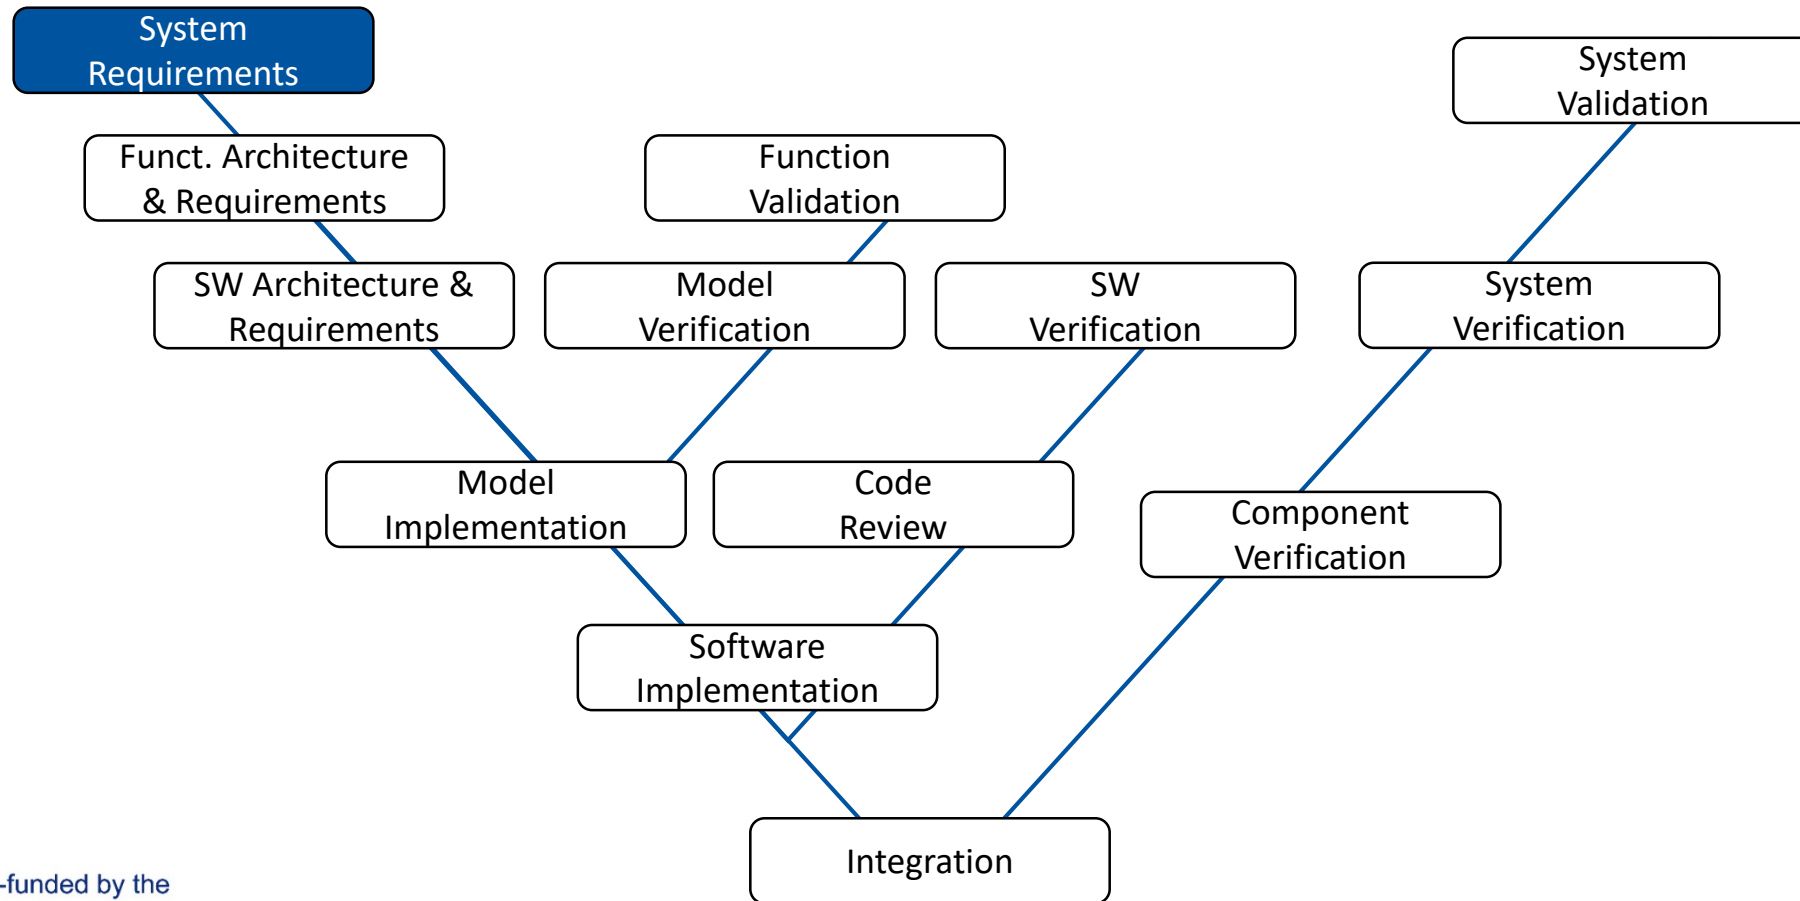 System
Requirements
System
Validation
Funct. Architecture
& Requirements
Function
Validation
SW Architecture &
Requirements
Model
Verification
SW
Verification
System
Verification
Model
Implementation
Code
Review
Component
Verification
Software
Implementation
Integration
-funded by the